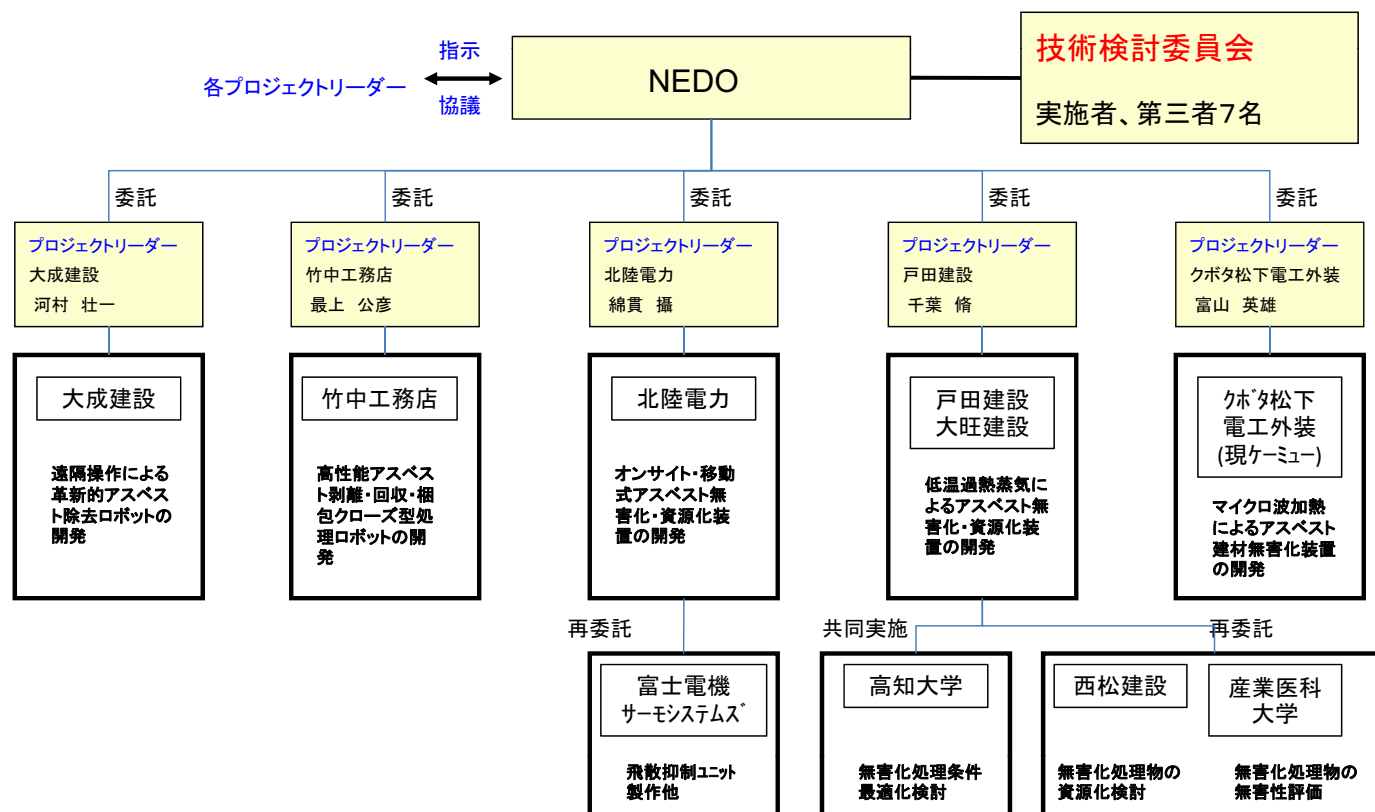 指示
各プロジェクトリーダー
協議
NEDO
技術検討委員会
実施者、第三者7名
委託
委託
委託
委託
委託
プロジェクトリーダー
大成建設
河村 壮一
プロジェクトリーダー
竹中工務店
最上 公彦
プロジェクトリーダー
北陸電力
綿貫 攝
プロジェクトリーダー
戸田建設
千葉 脩
プロジェクトリーダー
クボタ松下電工外装
富山 英雄
大成建設
遠隔操作による
革新的アスベス
ト除去ロボットの
開発
竹中工務店
高性能アスベス
ト剥離・回収・梱
包クローズ型処
理ロボットの開
発
北陸電力
オンサイト・移動
式アスベスト無
害化・資源化装
置の開発
戸田建設
大旺建設
低温過熱蒸気に
よるアスベスト無
害化・資源化装
置の開発
クボタ松下
電工外装
(現ケーミュー)
マイクロ波加熱
によるアスベスト
建材無害化装置
の開発
再委託
富士電機
サーモシステムズ
飛散抑制ユニット
製作他
共同実施
高知大学
無害化処理条件
最適化検討
再委託
西松建設
無害化処理物の
資源化検討
産業医科
大学
無害化処理物の
無害性評価